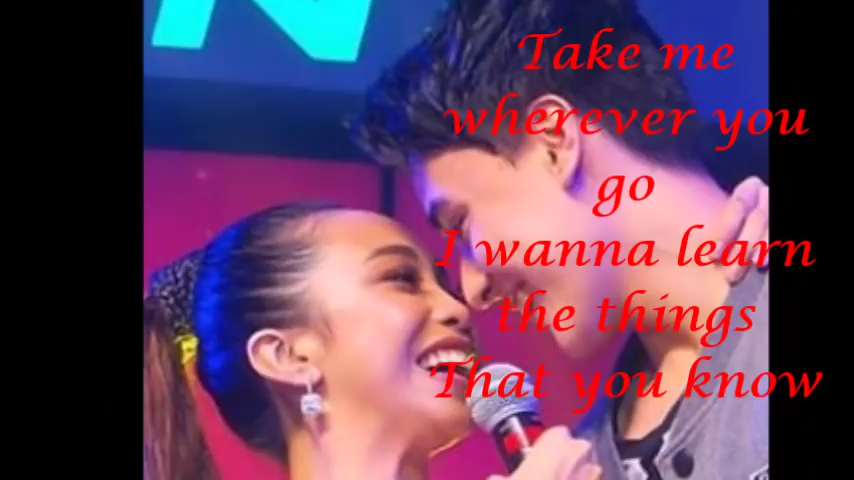 Take me
wherever you
go
I wanna learn
the things
That you know